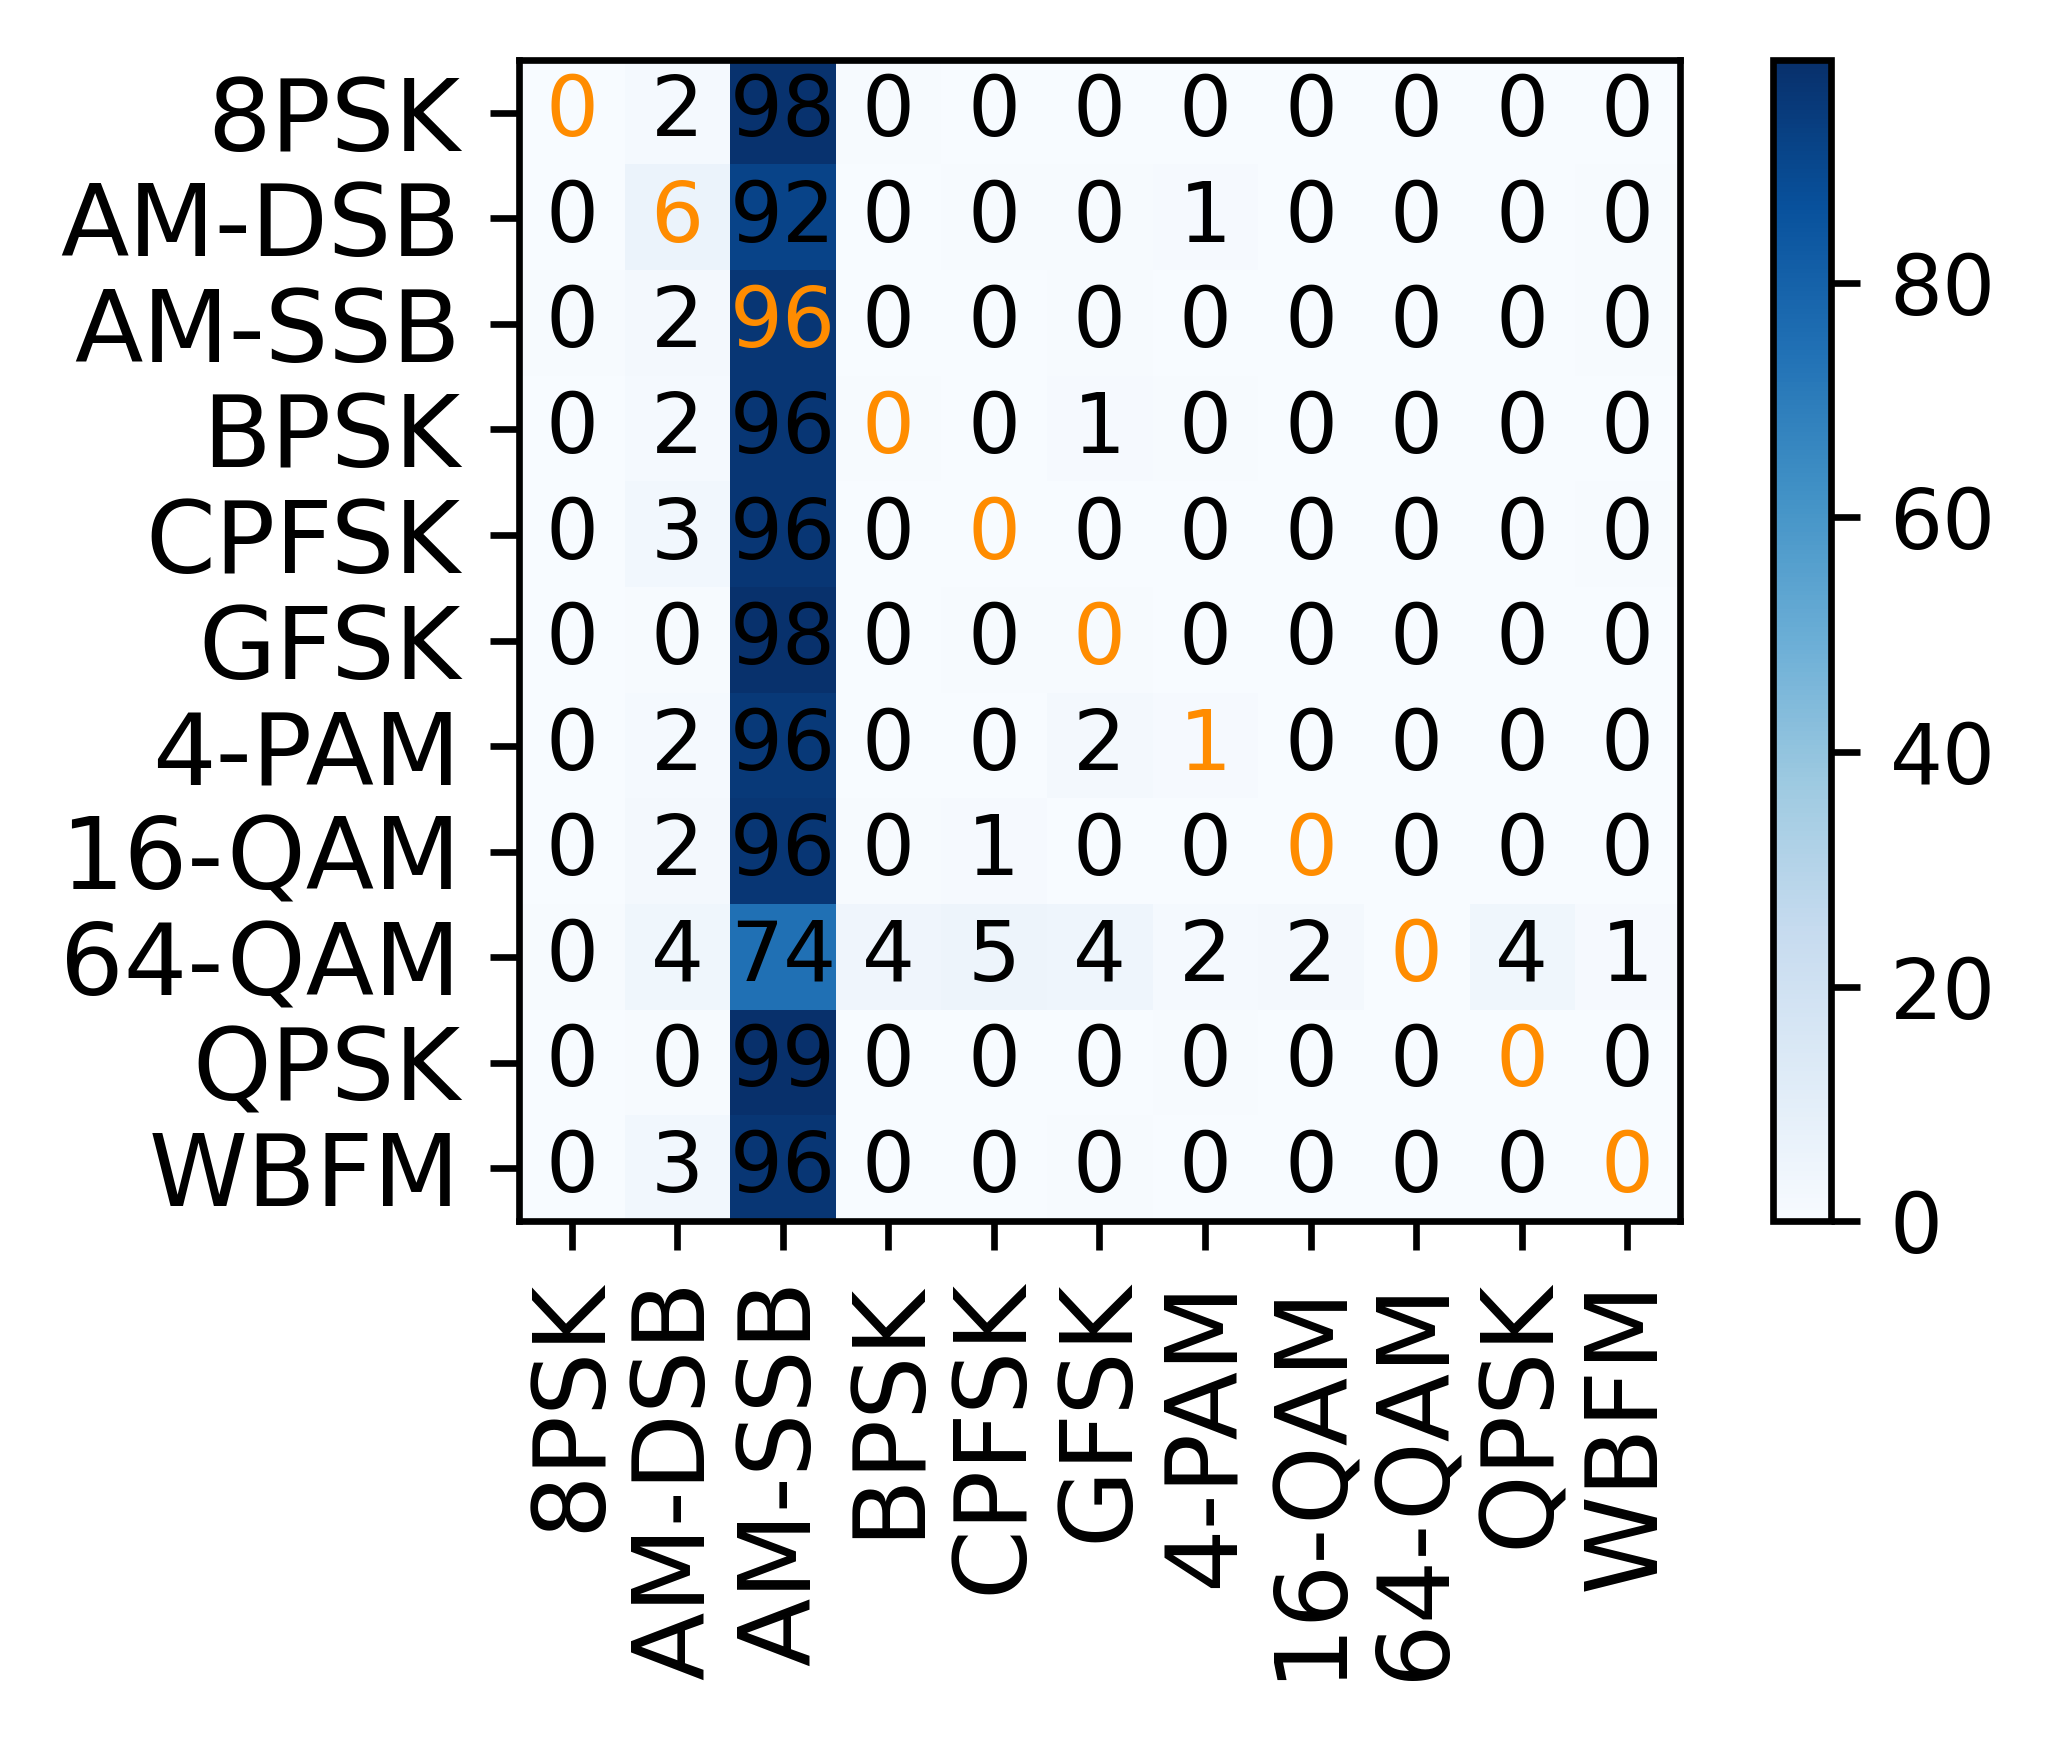 8PSK 0 2 98 0 0 0 0 0 0 0 0
AM-DSB 0 6 92 0 0 0 1 0 0 0 0
AM-SSB 0 2 96 0 0 0 0 0 0 0 0
BPSK 0 2 96 0 0 1 0 0 0 0 0
CPFSK 0 3 96 0 0 0 0 0 0 0 0
GFSK 0 0 98 0 0 0 0 0 0 0 0
4-PAM 0 2 96 0 0 2 1 0 0 0 0
16-QAM 0 2 96 0 1 0 0 0 0 0 0
64-QAM 0 4 74 4 5 4 2 2 0 4 1
QPSK 0 0 99 0 0 0 0 0 0 0 0
WBFM 0 3 96 0 0 0 0 0 0 0 0
8PSK
AM-DSB
AM-SSB
BPSK
CPFSK
GFSK
4-PAM
16-QAM
64-QAM
QPSK
WBFM
80
60
40
20
0